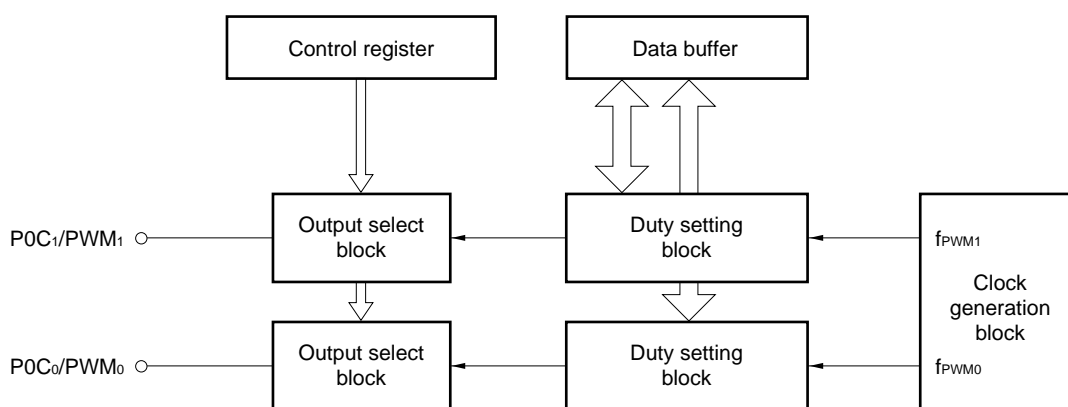 Control register
Data buffer
P0C1/PWM1
Output select
block
Duty setting
block
fPWM1
Clock
generation
block
P0C0/PWM0
Output select
block
Duty setting
block
fPWM0